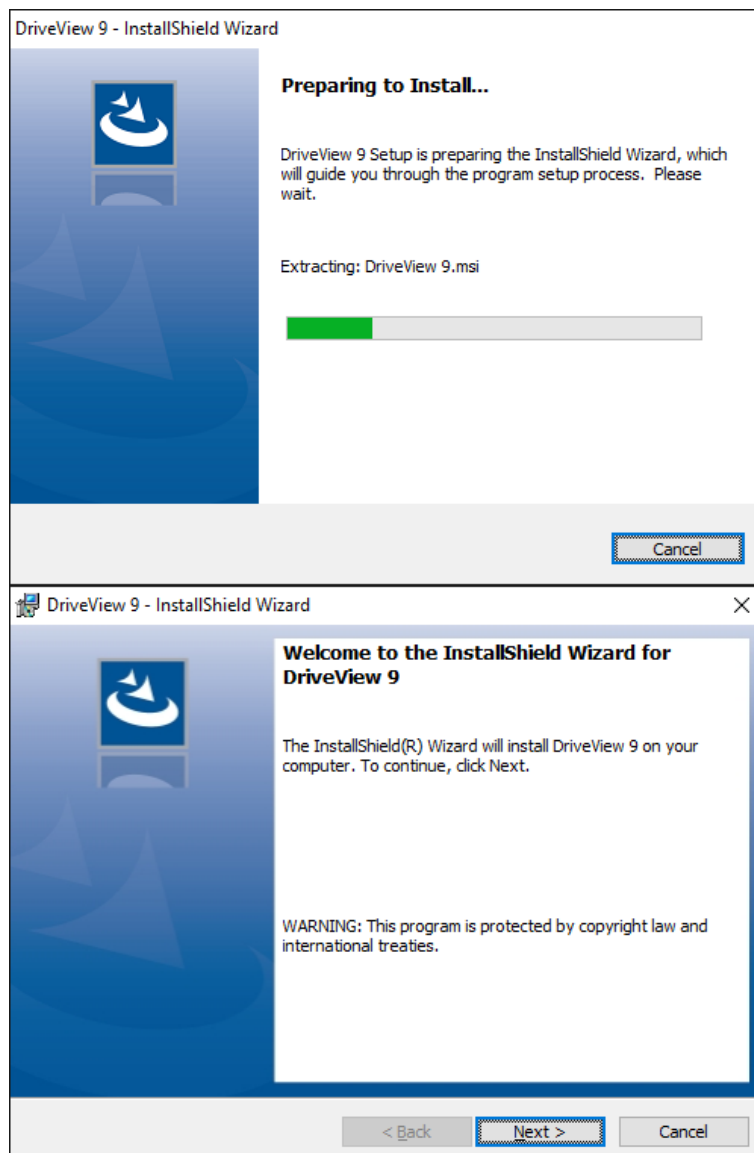 DriveView 9 - InstallShield Wizard
Preparing to Install...
DriveView 9 Setup is preparing the InstallShield Wizard, which
will guide you through the program setup process.  Please
wait.
Extracting: DriveView 9.msi
Cancel
DriveView 9 - InstallShield Wizard
Welcome to the InstallShield Wizard for
DriveView 9
The InstallShield(R) Wizard will install DriveView 9 on your
computer. To continue, click Next.
WARNING: This program is protected by copyright law and
international treaties.
< Back
Next >
Cancel